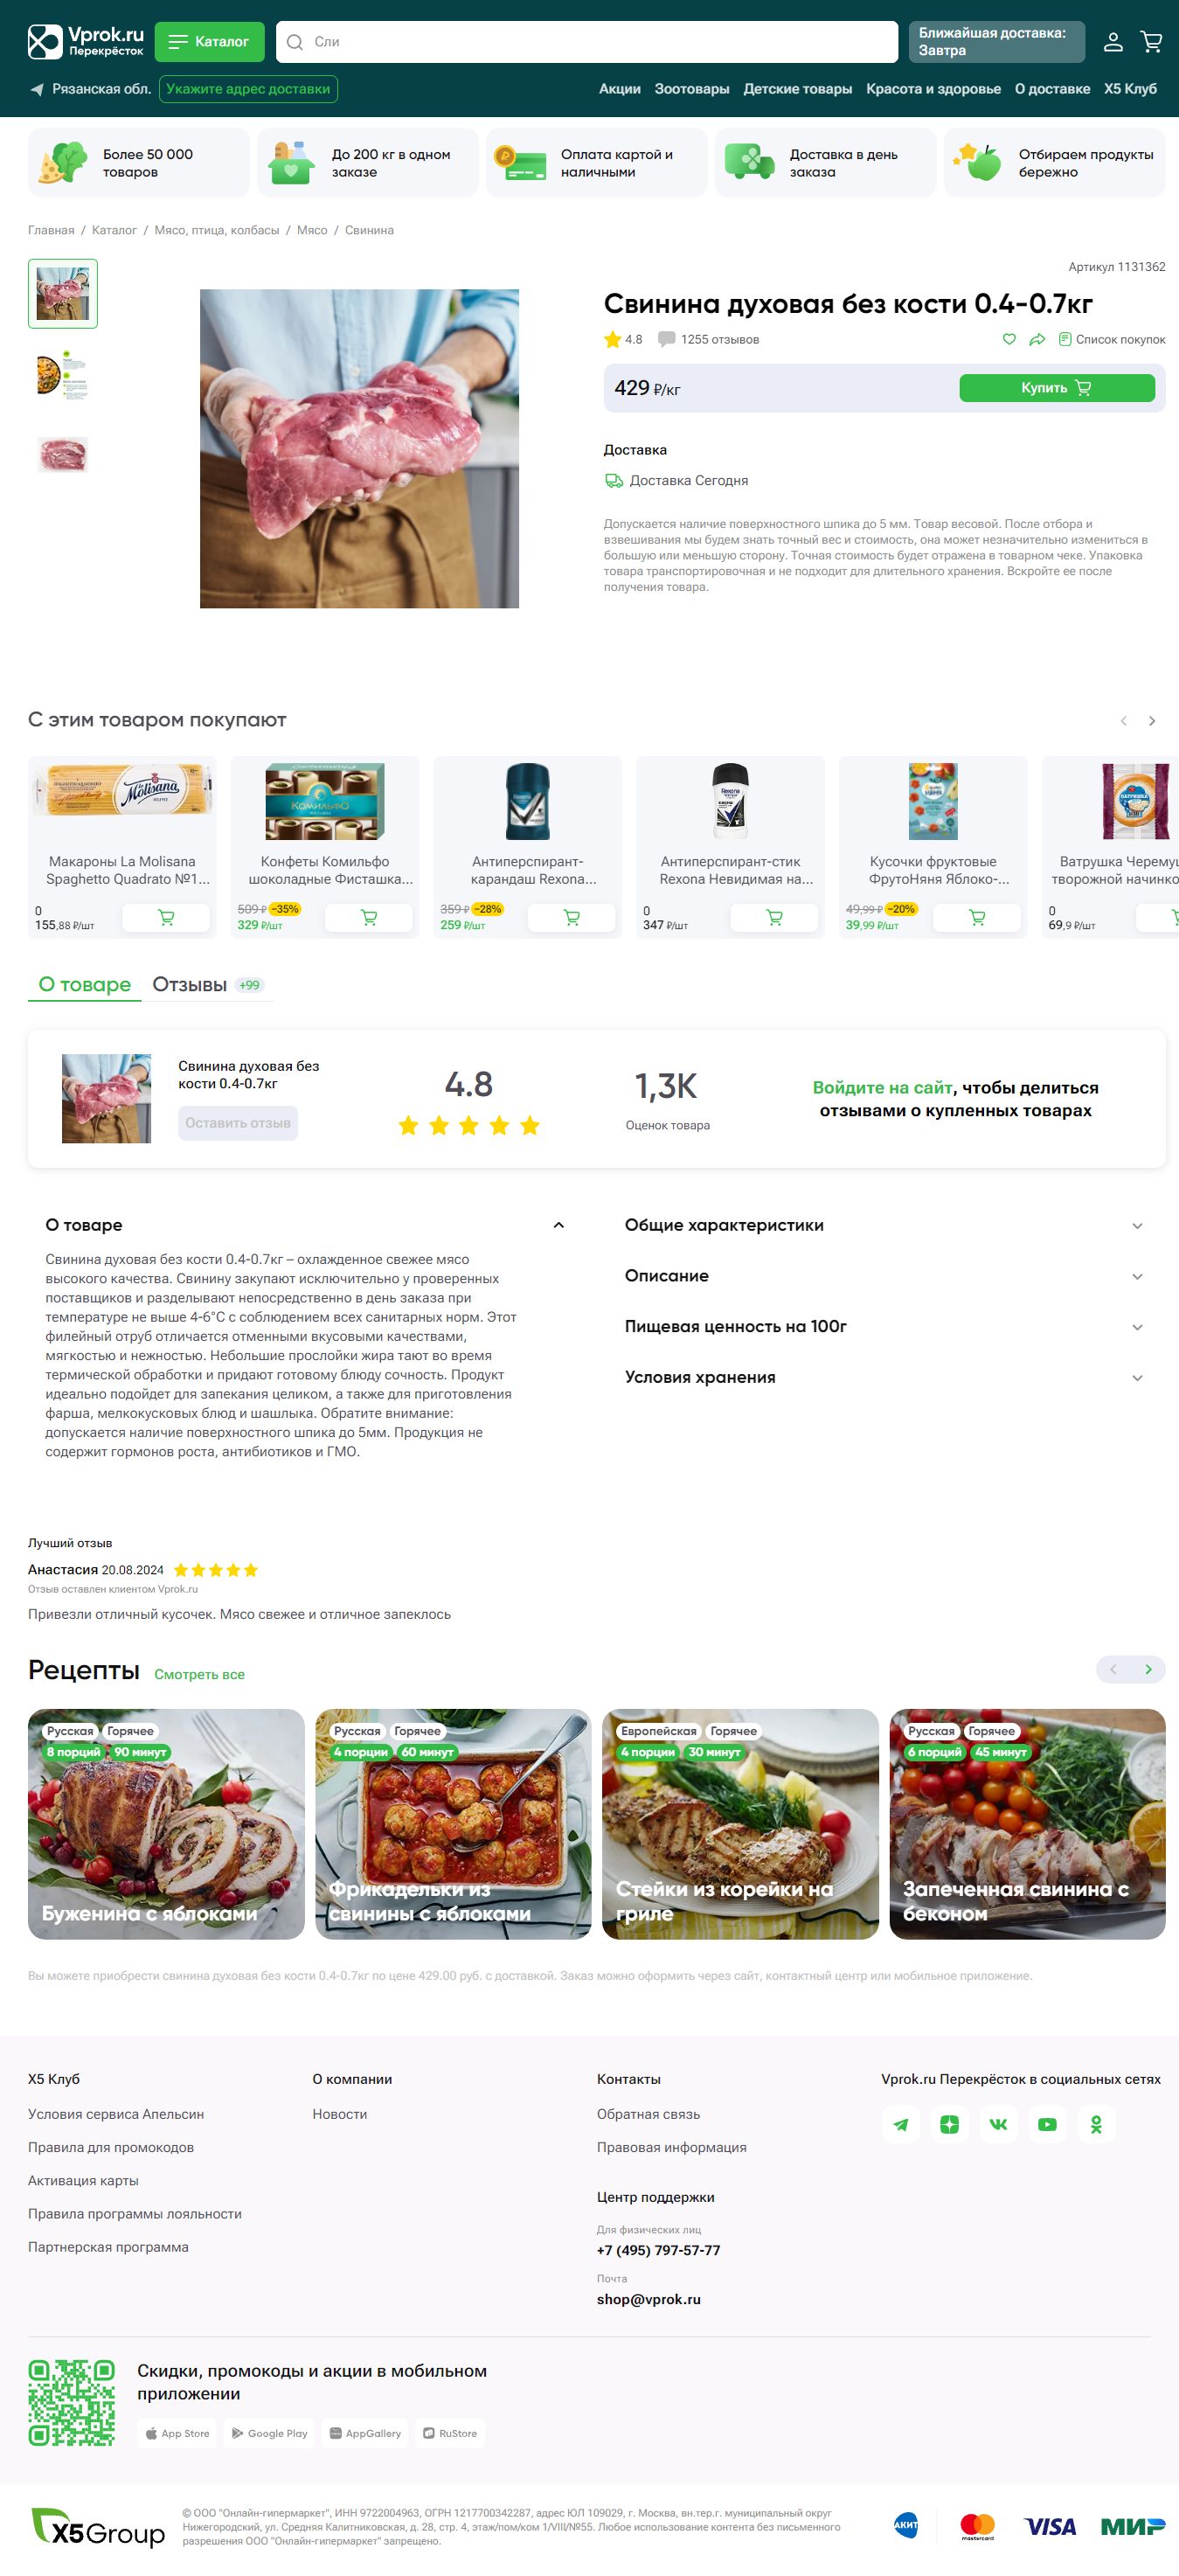 Vprok.ru
Перекрёсток
Каталог
Сли
Ближайшая доставка:
Завтра
Рязанская обл.
Укажите адрес доставки
Акции
Зоотовары
Детские товары
Красота и здоровье
О доставке
Х5 Клуб
Более 50 000
товаров
До 200 кг в одном
заказе
Оплата картой и
наличными
Доставка в день
заказа
Отбираем продукты
бережно
Главная / Каталог / Мясо, птица, колбасы / Мясо / Свинина
Артикул 1131362
Свинина духовая без кости 0.4-0.7кг
4.8
1255 отзывов
Список покупок
429 ₽/кг
Купить
Доставка
Доставка Сегодня
Допускается наличие поверхностного шпика до 5 мм. Товар весовой. После отбора и
взвешивания мы будем знать точный вес и стоимость, она может незначительно измениться в
большую или меньшую сторону. Точная стоимость будет отражена в товарном чеке. Упаковка
товара транспортировочная и не подходит для длительного хранения. Вскройте ее после
получения товара.
С этим товаром покупают
La Molisana
Комильфо
Rexona
Rexona
Ватрушка
Макароны La Molisana
Spaghetto Quadrato №1...
0
155,88 ₽/шт
Конфеты Комильфо
шоколадные Фисташка...
509 ₽ -35%
329 ₽/шт
Антиперспирант-
карандаш Rexona...
359 ₽ -28%
259 ₽/шт
Антиперспирант-стик
Rexona Невидимая на...
0
347 ₽/шт
Кусочки фруктовые
ФрутоНяня Яблоко-...
49,99 ₽ -20%
39,99 ₽/шт
Ватрушка Черемуш
творожной начинко
0
69,9 ₽/шт
О товаре
Отзывы +99
Свинина духовая без
кости 0.4-0.7кг
Оставить отзыв
4.8
1,3K
Оценок товара
Войдите на сайт, чтобы делиться
отзывами о купленных товарах
О товаре
Свинина духовая без кости 0.4-0.7кг – охлажденное свежее мясо
высокого качества. Свинину закупают исключительно у проверенных
поставщиков и разделывают непосредственно в день заказа при
температуре не выше 4-6°С с соблюдением всех санитарных норм. Этот
филейный отруб отличается отменными вкусовыми качествами,
мягкостью и нежностью. Небольшие прослойки жира тают во время
термической обработки и придают готовому блюду сочность. Продукт
идеально подойдет для запекания целиком, а также для приготовления
фарша, мелкокусковых блюд и шашлыка. Обратите внимание:
допускается наличие поверхностного шпика до 5мм. Продукция не
содержит гормонов роста, антибиотиков и ГМО.
Общие характеристики
Описание
Пищевая ценность на 100г
Условия хранения
Лучший отзыв
Анастасия 20.08.2024
Отзыв оставлен клиентом Vprok.ru
Привезли отличный кусочек. Мясо свежее и отличное запеклось
Рецепты
Смотреть все
Русская Горячее
8 порций 90 минут
Буженина с яблоками
Русская Горячее
4 порции 60 минут
Фрикадельки из
свинины с яблоками
Европейская Горячее
4 порции 30 минут
Стейки из корейки на
гриле
Русская Горячее
6 порций 45 минут
Запеченная свинина с
беконом
Вы можете приобрести свинина духовая без кости 0.4-0.7кг по цене 429.00 руб. с доставкой. Заказ можно оформить через сайт, контактный центр или мобильное приложение.
Х5 Клуб
Условия сервиса Апельсин
Правила для промокодов
Активация карты
Правила программы лояльности
Партнерская программа
О компании
Новости
Контакты
Обратная связь
Правовая информация
Центр поддержки
Для физических лиц
+7 (495) 797-57-77
Почта
shop@vprok.ru
Vprok.ru Перекрёсток в социальных сетях
Скидки, промокоды и акции в мобильном
приложении
App Store
Google Play
AppGallery
RuStore
X5Group
© ООО "Онлайн-гипермаркет", ИНН 9722004963, ОГРН 1217700342287, адрес ЮЛ 109029, г. Москва, вн.тер.г. муниципальный округ
Нижегородский, ул. Средняя Калитниковская, д. 28, стр. 4, этаж/пом/ком 1/VIII/№55. Любое использование контента без письменного
разрешения ООО "Онлайн-гипермаркет" запрещено.
АКИТ
mastercard
VISA
МИР